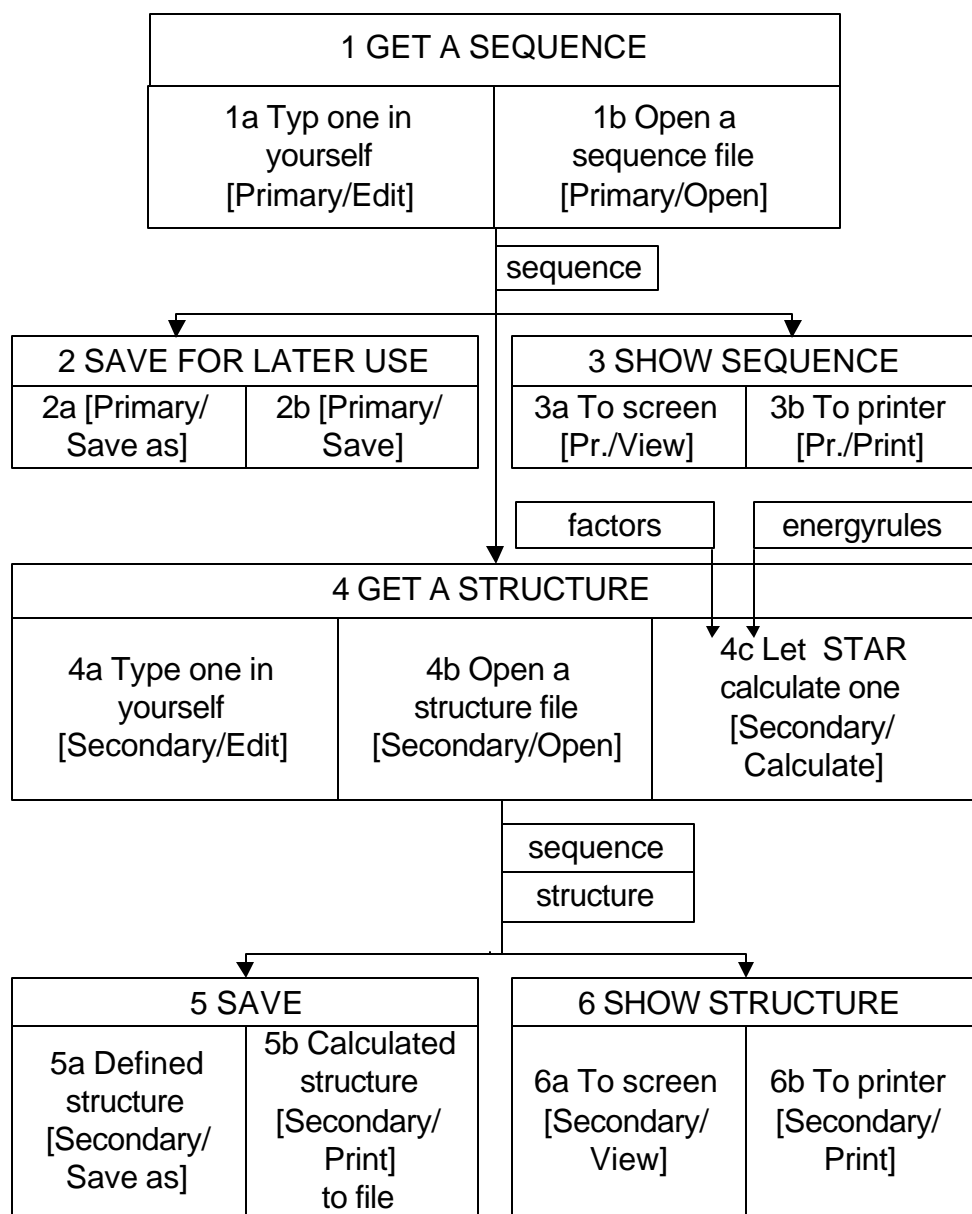 1 GET A SEQUENCE
1a Typ one in
yourself
[Primary/Edit]
1b Open a
sequence file
[Primary/Open]
sequence
2 SAVE FOR LATER USE
2a [Primary/
Save as]
2b [Primary/
Save]
3 SHOW SEQUENCE
3a To screen
[Pr./View]
3b To printer
[Pr./Print]
factors
energyrules
4 GET A STRUCTURE
4a Type one in
yourself
[Secondary/Edit]
4b Open a
structure file
[Secondary/Open]
4c Let STAR
calculate one
[Secondary/
Calculate]
sequence
structure
5 SAVE
5a Defined
structure
[Secondary/
Save as]
5b Calculated
structure
[Secondary/
Print]
to file
6 SHOW STRUCTURE
6a To screen
[Secondary/
View]
6b To printer
[Secondary/
Print]